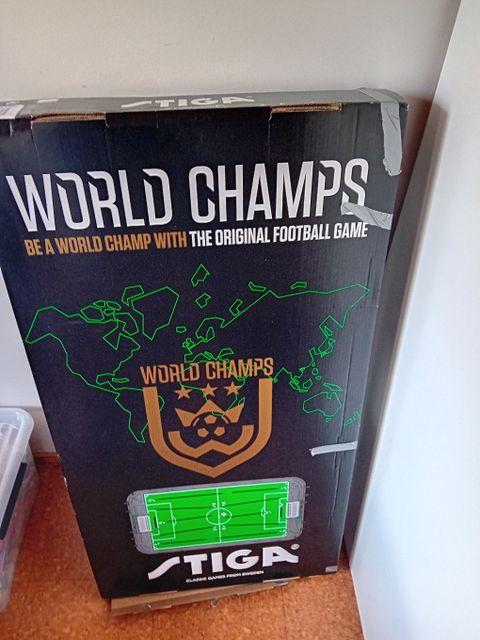 STIGA
WORLD CHAMPS
BE A WORLD CHAMP WITH THE ORIGINAL FOOTBALL GAME
WORLD CHAMPS
STIGA®
CLASSIC GAMES FROM SWEDEN